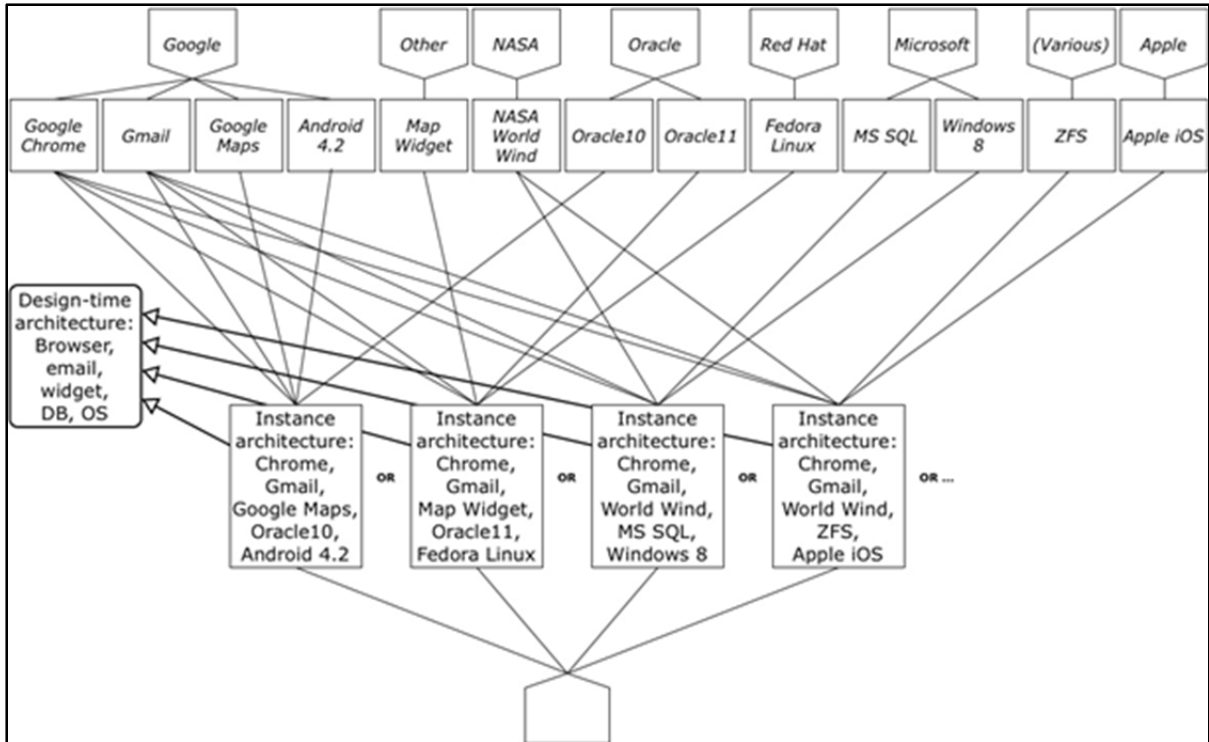 Google
Other
NASA
Oracle
Red Hat
Microsoft
(Various)
Apple
Google
Chrome
Gmail
Google
Maps
Android
4.2
Map
Widget
NASA
World
Wind
Oracle10
Oracle11
Fedora
Linux
MS SQL
Windows
8
ZFS
Apple iOS
Design-time
architecture:
Browser,
email,
widget,
DB, OS
Instance
architecture:
Chrome,
Gmail,
Google Maps,
Oracle10,
Android 4.2
OR
Instance
architecture:
Chrome,
Gmail,
Map Widget,
Oracle11,
Fedora Linux
OR
Instance
architecture:
Chrome,
Gmail,
World Wind,
MS SQL,
Windows 8
OR
Instance
architecture:
Chrome,
Gmail,
World Wind,
ZFS,
Apple iOS
OR ...